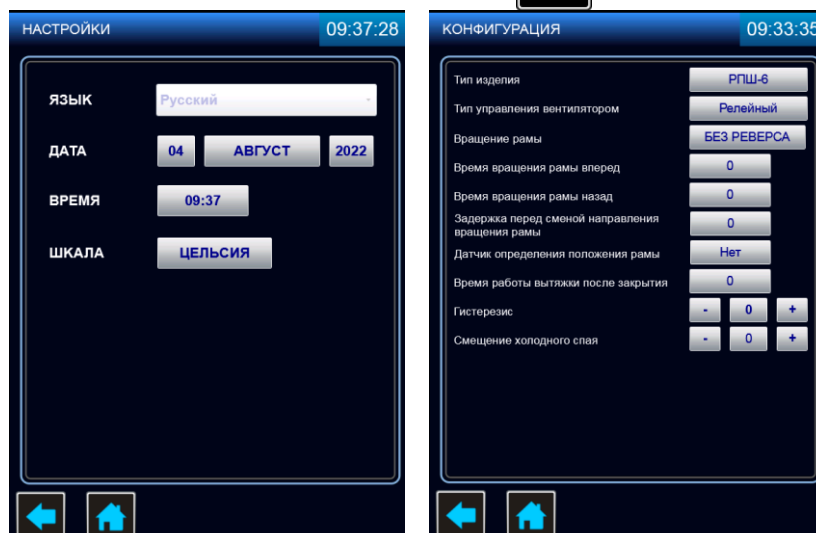 НАСТРОЙКИ 09:37:28
ЯЗЫК Русский
ДАТА 04 АВГУСТ 2022
ВРЕМЯ 09:37
ШКАЛА ЦЕЛЬСИЯ
КОНФИГУРАЦИЯ 09:33:35
Тип изделия РПШ-6
Тип управления вентилятором Релейный
Вращение рамы БЕЗ РЕВЕРСА
Время вращения рамы вперед 0
Время вращения рамы назад 0
Задержка перед сменой направления
вращения рамы 0
Датчик определения положения рамы Нет
Время работы вытяжки после закрытия 0
Гистерезис - 0 +
Смещение холодного спая - 0 +